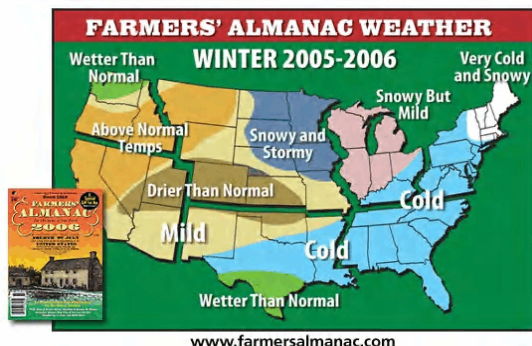 FARMERS' ALMANAC WEATHER
WINTER 2005-2006
Wetter Than
Normal
Very Cold
and Snowy
Snowy But
Mild
Above Normal
Temps
Snowy and
Stormy
Drier Than Normal
Cold
Mild
Cold
Wetter Than Normal
FARMERS'
ALMANAC
2006
www.farmersalmanac.com